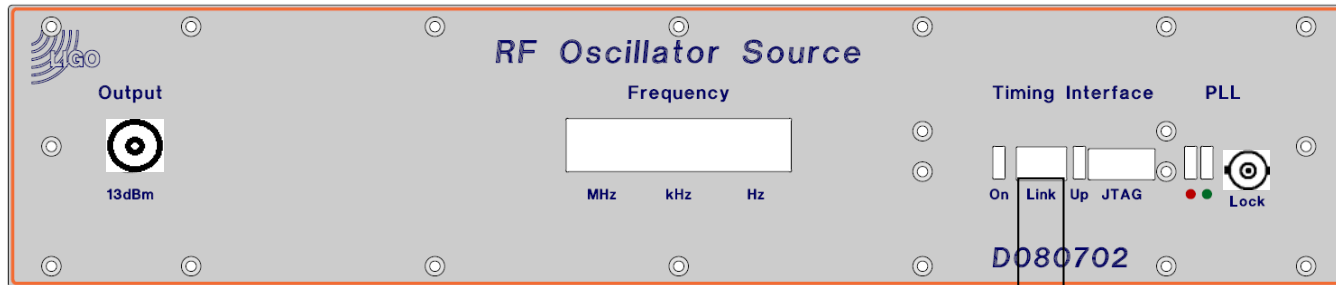 LIGO
RF Oscillator Source
Output Frequency Timing Interface PLL
13dBm MHz kHz Hz On Link Up JTAG Lock
D080702